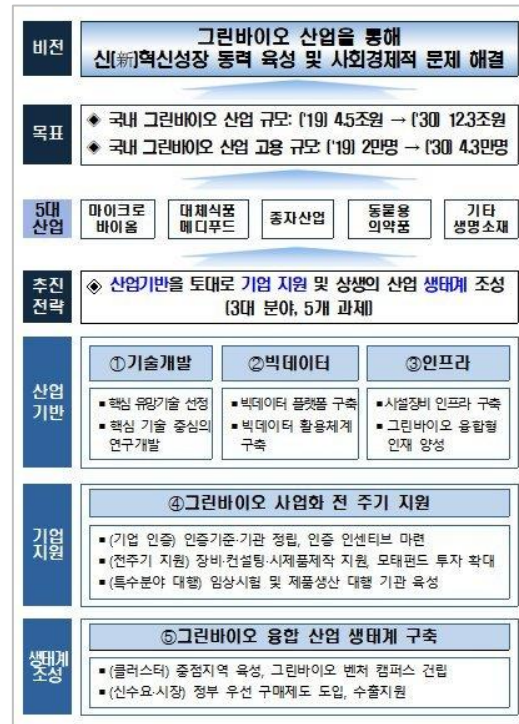 비전
그린바이오 산업을 통해
신(新)혁신성장 동력 육성 및 사회경제적 문제 해결
목표
◈ 국내 그린바이오 산업 규모: ('19) 4.5조원 → ('30) 12.3조원
◈ 국내 그린바이오 산업 고용 규모: ('19) 2만명 → ('30) 4.3만명
5대
산업
마이크로
바이옴
대체식품
메디푸드
종자산업
동물용
의약품
기타
생명소재
추진
전략
◈ 산업기반을 토대로 기업 지원 및 상생의 산업 생태계 조성
(3대 분야, 5개 과제)
산업
기반
①기술개발
▪핵심 유망기술 선정
▪핵심 기술 중심의
연구개발
②빅데이터
▪빅데이터 플랫폼 구축
▪빅데이터 활용체계
구축
③인프라
▪시설장비 인프라 구축
▪그린바이오 융합형
인재 양성
기업
지원
④그린바이오 사업화 전 주기 지원
▪(기업 인증) 인증기준·기관 정립, 인증 인센티브 마련
▪(전주기 지원) 장비·컨설팅·시제품제작 지원, 모태펀드 투자 확대
▪(특수분야 대행) 임상시험 및 제품생산 대행 기관 육성
생태계
조성
⑤그린바이오 융합 산업 생태계 구축
▪(클러스터) 중점지역 육성, 그린바이오 벤처 캠퍼스 건립
▪(신수요·시장) 정부 우선 구매제도 도입, 수출지원